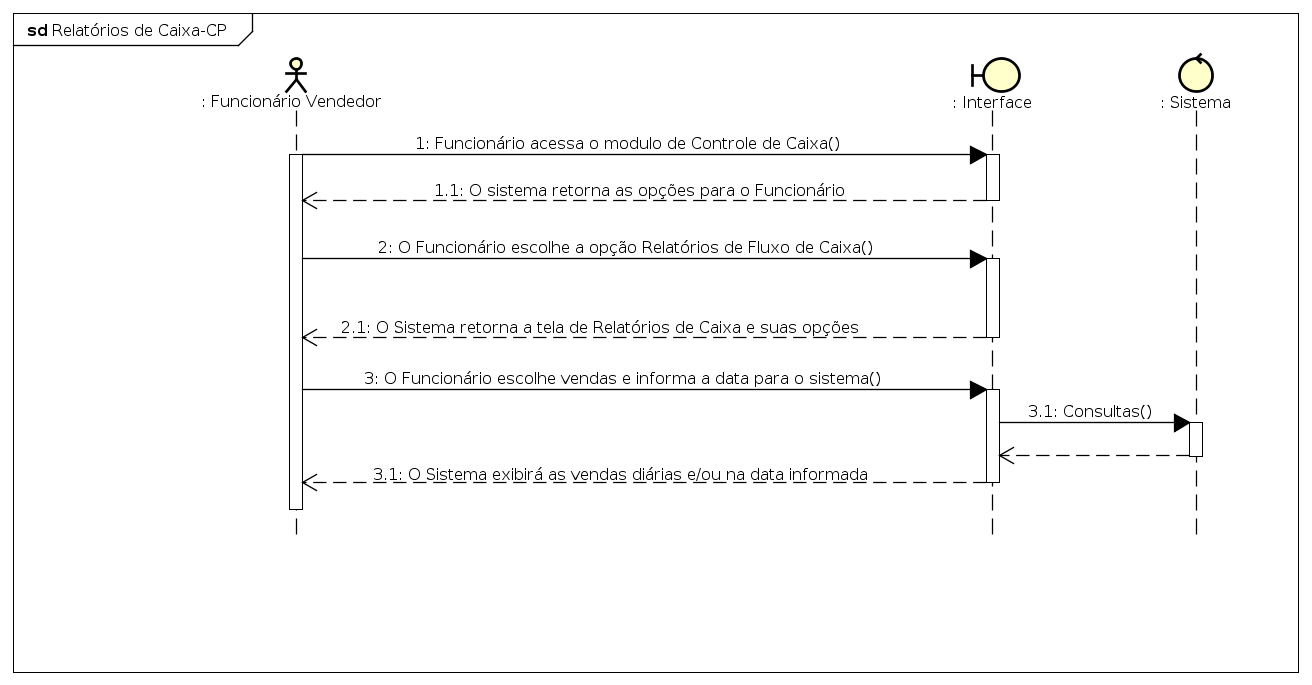 sd Relatórios de Caixa-CP
: Funcionário Vendedor
: Interface
: Sistema
1: Funcionário acessa o modulo de Controle de Caixa()
1.1: O sistema retorna as opções para o Funcionário
2: O Funcionário escolhe a opção Relatórios de Fluxo de Caixa()
2.1: O Sistema retorna a tela de Relatórios de Caixa e suas opções
3: O Funcionário escolhe vendas e informa a data para o sistema()
3.1: Consultas()
3.1: O Sistema exibirá as vendas diárias e/ou na data informada